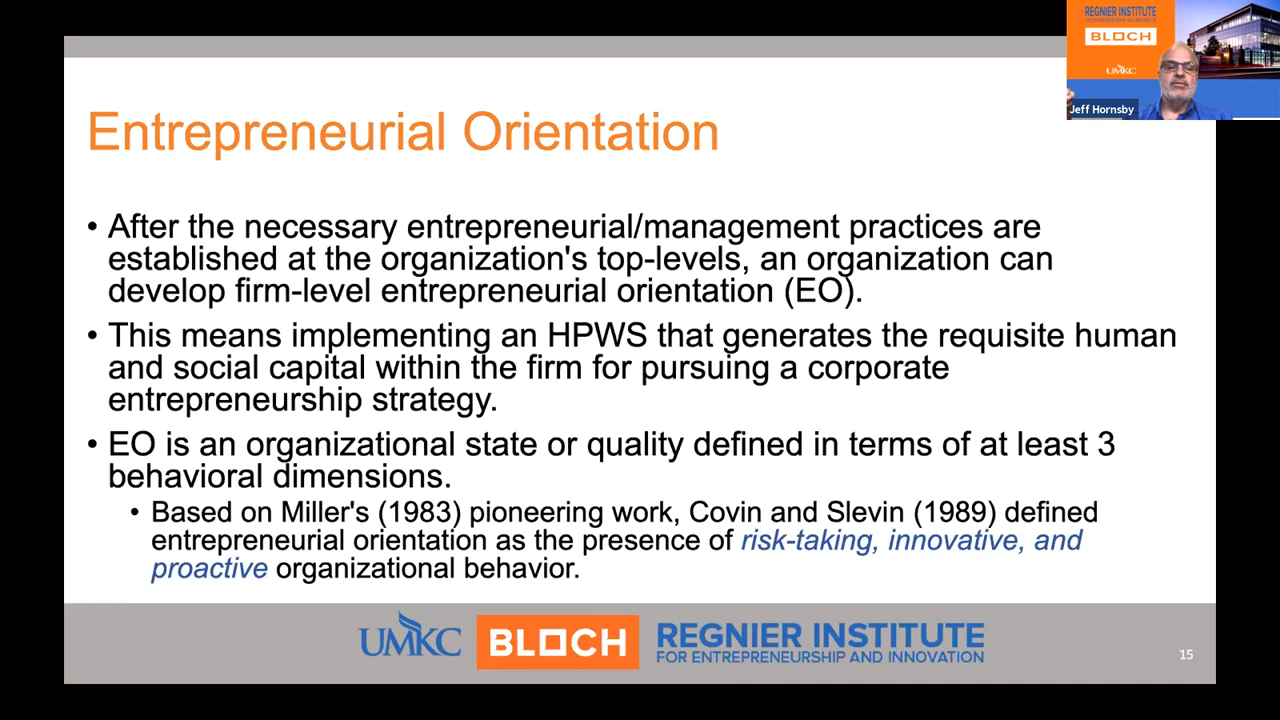 REGNIER INSTITUTE
FOR ENTREPRENEURSHIP AND INNOVATION
BLOCH
UMKC
Jeff Hornsby
Entrepreneurial Orientation
• After the necessary entrepreneurial/management practices are
established at the organization's top-levels, an organization can
develop firm-level entrepreneurial orientation (EO).
• This means implementing an HPWS that generates the requisite human
and social capital within the firm for pursuing a corporate
entrepreneurship strategy.
• EO is an organizational state or quality defined in terms of at least 3
behavioral dimensions.
• Based on Miller's (1983) pioneering work, Covin and Slevin (1989) defined
entrepreneurial orientation as the presence of risk-taking, innovative, and
proactive organizational behavior.
UMKC BLOCH REGNIER INSTITUTE
FOR ENTREPRENEURSHIP AND INNOVATION
15